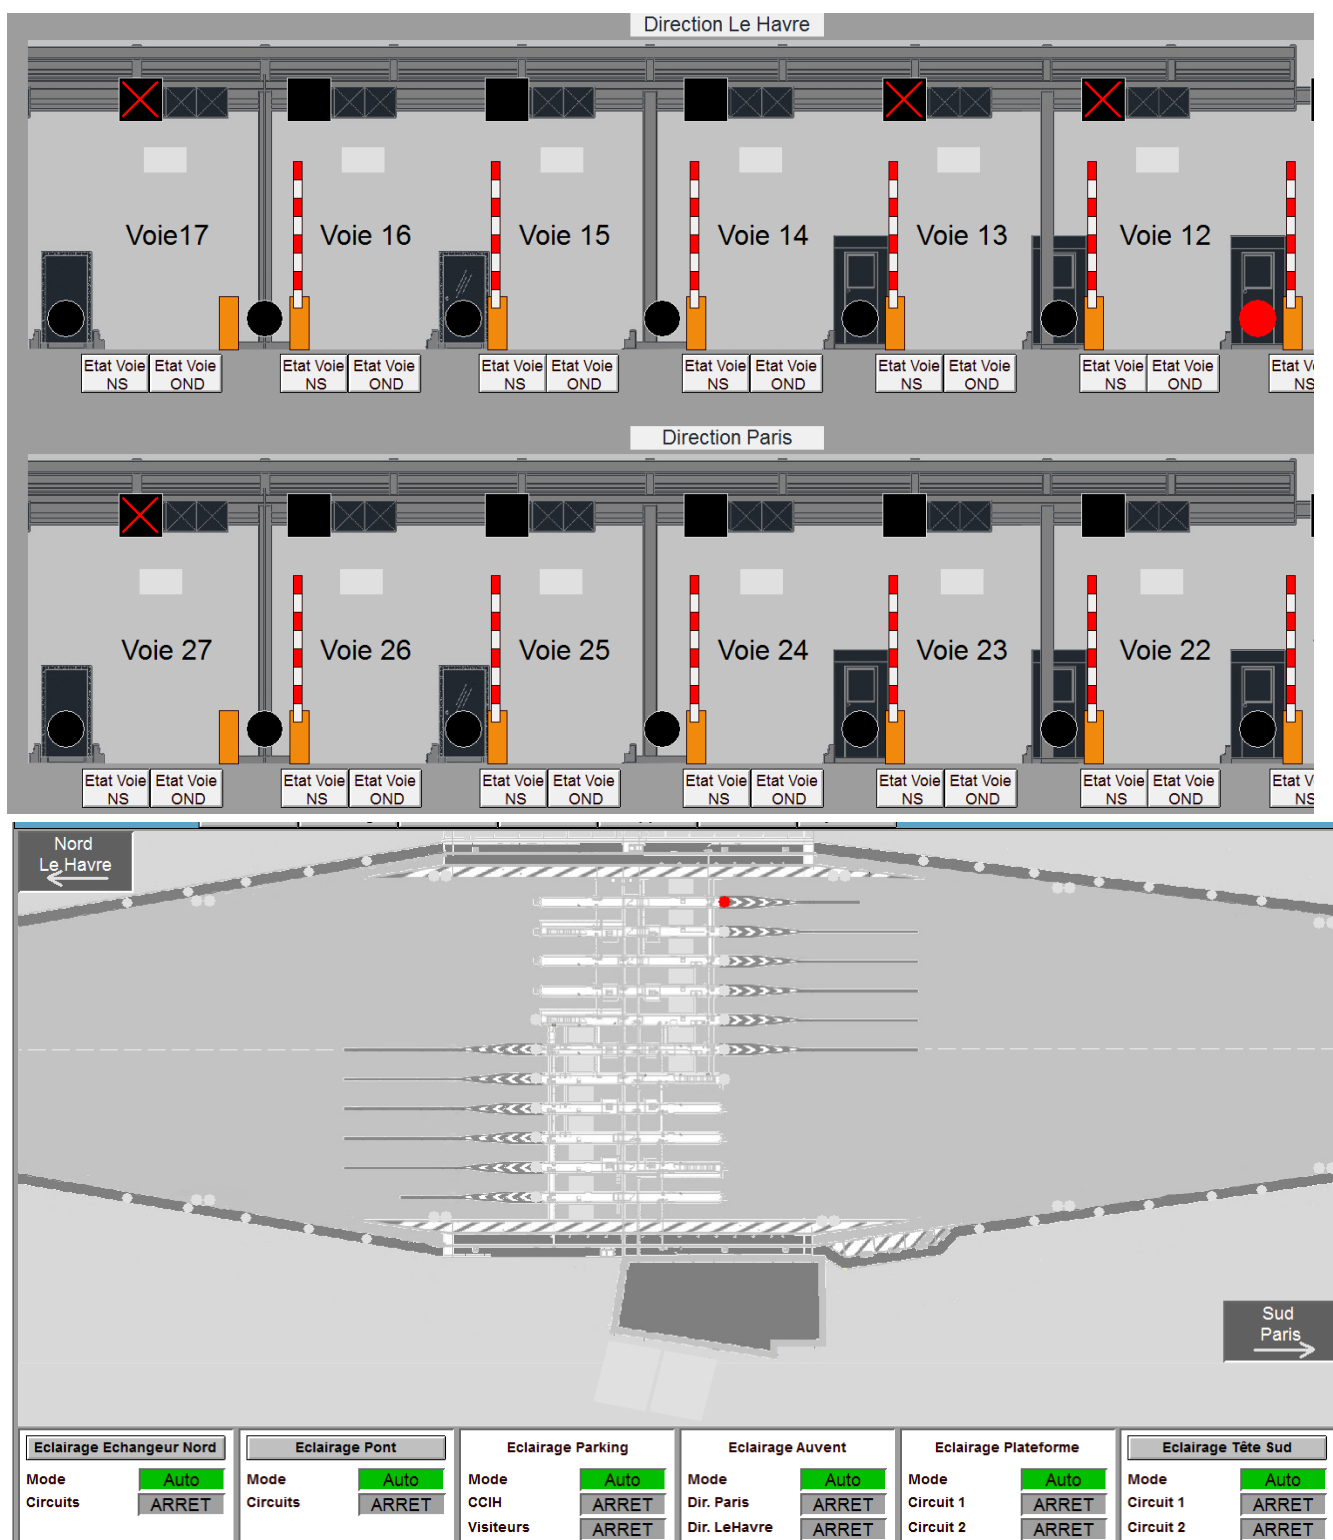 Direction Le Havre
Voie17 Voie 16 Voie 15 Voie 14 Voie 13 Voie 12
Etat Voie Etat Voie Etat Voie Etat Voie Etat Voie Etat Voie Etat Voie Etat Voie Etat Voie Etat Voie Etat Voie Etat Voie
NS OND NS OND NS OND NS OND NS OND NS OND
Direction Paris
Voie 27 Voie 26 Voie 25 Voie 24 Voie 23 Voie 22
Etat Voie Etat Voie Etat Voie Etat Voie Etat Voie Etat Voie Etat Voie Etat Voie Etat Voie Etat Voie Etat Voie Etat Voie
NS OND NS OND NS OND NS OND NS OND NS OND
Nord
Le Havre
Sud
Paris
Eclairage Echangeur Nord
Mode Auto
Circuits ARRET
Eclairage Pont
Mode Auto
Circuits ARRET
Eclairage Parking
Mode Auto
CCIH ARRET
Visiteurs ARRET
Eclairage Auvent
Mode Auto
Dir. Paris ARRET
Dir. LeHavre ARRET
Eclairage Plateforme
Mode Auto
Circuit 1 ARRET
Circuit 2 ARRET
Eclairage Tête Sud
Mode Auto
Circuit 1 ARRET
Circuit 2 ARRET